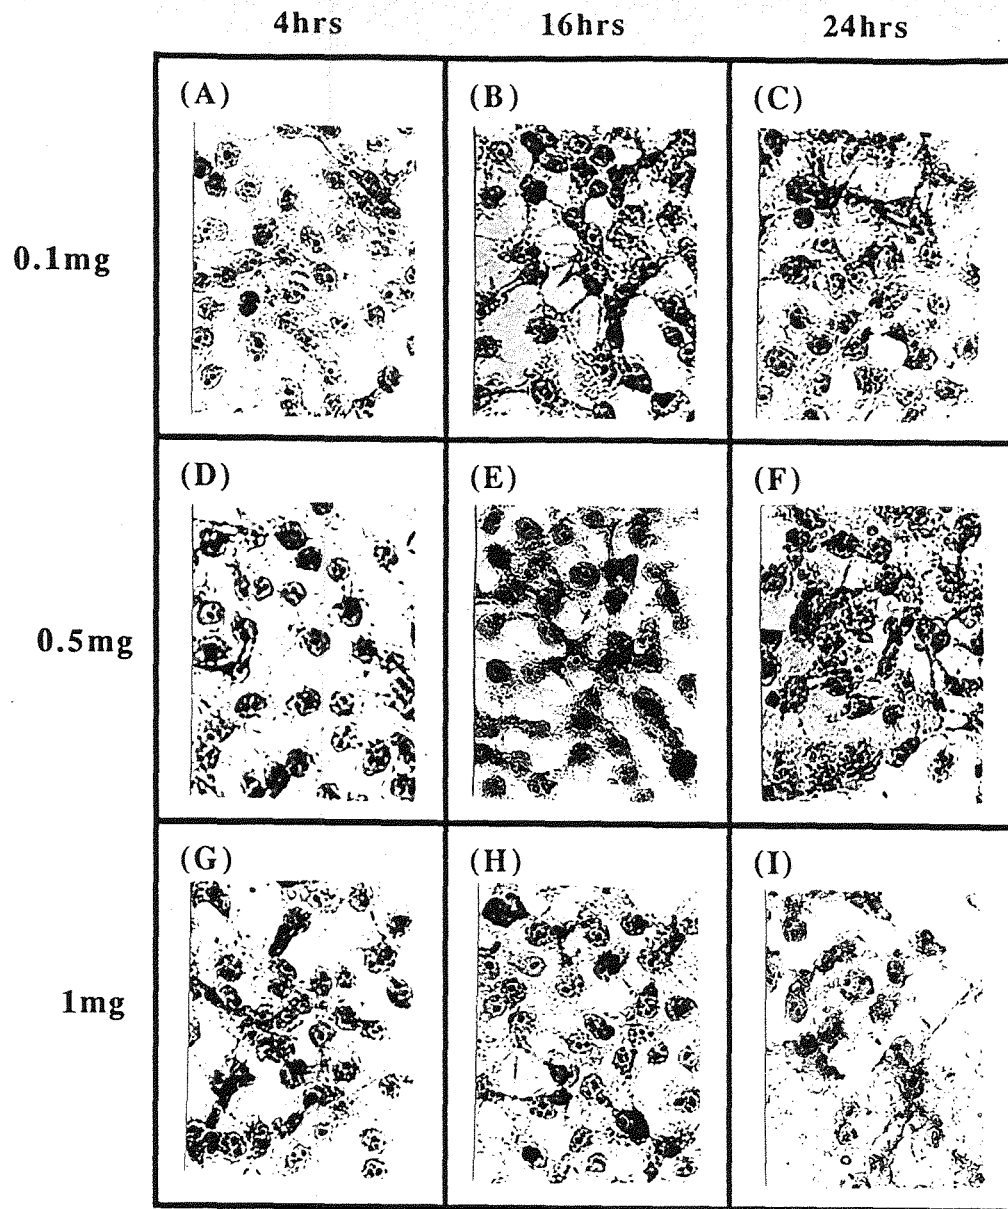 4hrs 16hrs 24hrs
(A) (B) (C)
0.1mg
(D) (E) (F)
0.5mg
(G) (H) (I)
1mg